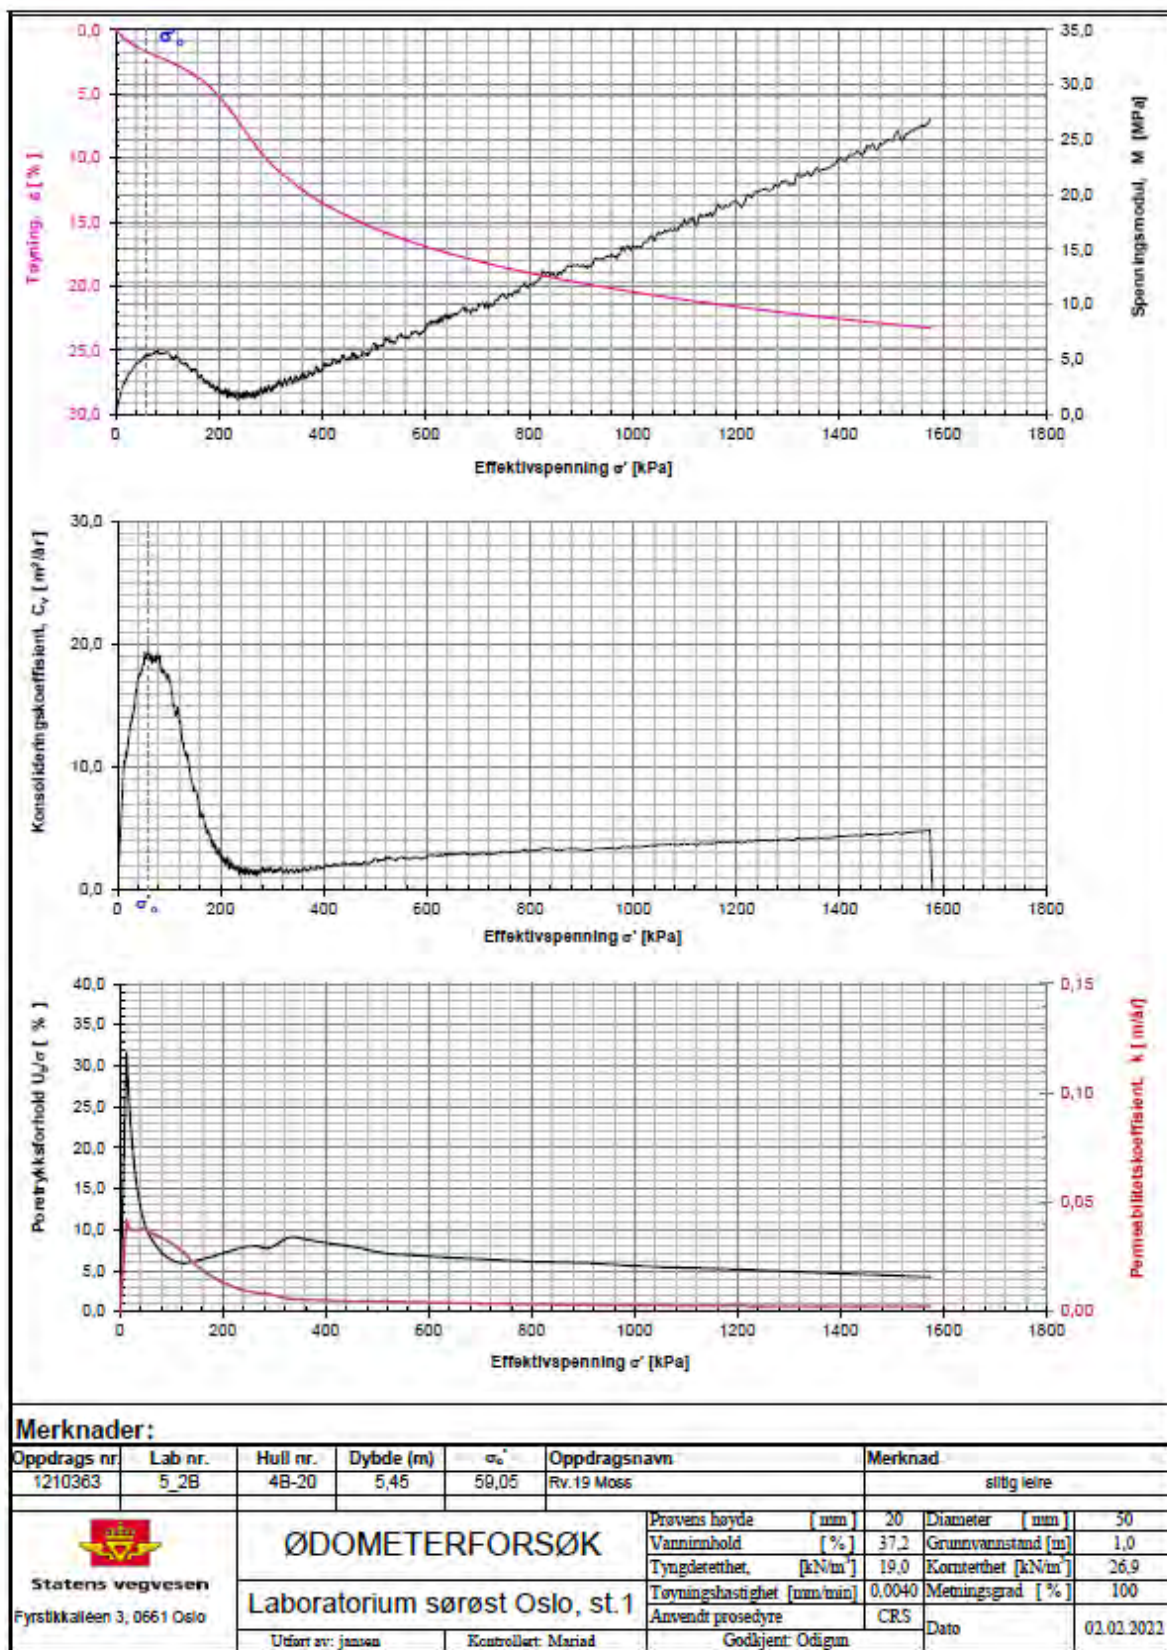 0,0
5,0
10,0
15,0
20,0
25,0
30,0
Tøyning, δ [ % ]
σ'o
35,0
30,0
25,0
20,0
15,0
10,0
5,0
0,0
Spenningsmodul, M [MPa]
0 200 400 600 800 1000 1200 1400 1600 1800
Effektivspenning σ' [kPa]
30,0
20,0
10,0
0,0
Konsolideringskoeffisient, Cv [ m²/år ]
0 200 400 600 800 1000 1200 1400 1600 1800
σ'o
Effektivspenning σ' [kPa]
40,0
35,0
30,0
25,0
20,0
15,0
10,0
5,0
0,0
0,15
0,10
0,05
0,00
Permeabilitetskoeffisient, k [ m/år]
0 200 400 600 800 1000 1200 1400 1600 1800
Effektivspenning σ' [kPa]
Merknader:
Oppdrags nr. Lab nr. Hull nr. Dybde (m) σo' Oppdragsnavn Merknad
1210363 5_2B 4B-20 5,45 59,05 Rv.19 Moss siltig leire
Statens vegvesen
Fyrstikkalléen 3, 0661 Oslo
ØDOMETERFORSØK
Laboratorium sørøst Oslo, st.1
Prøvens høyde [ mm ] 20 Diameter [ mm ] 50
Vanninnhold [ % ] 37,2 Grunnvannstand [m] 1,0
Tyngdetetthet, [kN/m³] 19,0 Korntetthet [kN/m³] 26,9
Tøyningshastighet [mm/min] 0,0040 Metningsgrad [ % ] 100
Anvendt prosedyre CRS Dato 02.02.2022
Utført av: jansen Kontrollert: Mariad Godkjent: Odigun